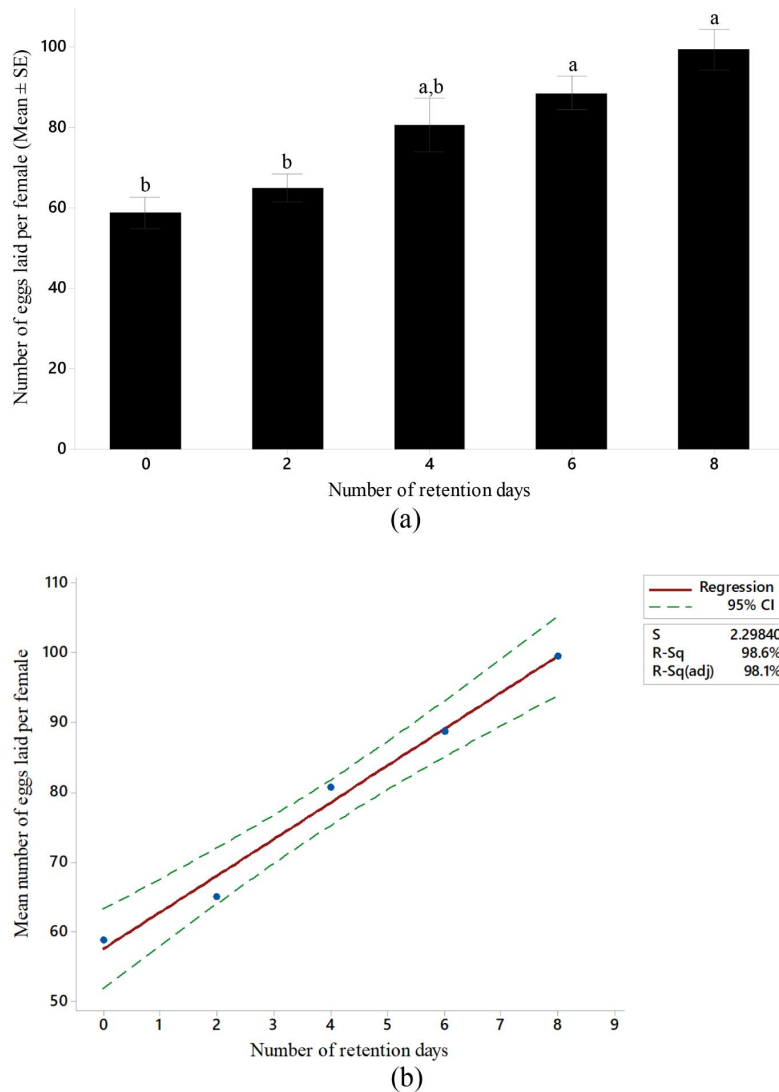 Number of eggs laid per female (Mean ± SE)
100
80
60
40
20
0
b
b
a,b
a
a
0 2 4 6 8
Number of retention days
(a)
Mean number of eggs laid per female
110
100
90
80
70
60
50
0 1 2 3 4 5 6 7 8 9
Number of retention days
Regression
95% CI
S 2.29840
R-Sq 98.6%
R-Sq(adj) 98.1%
(b)